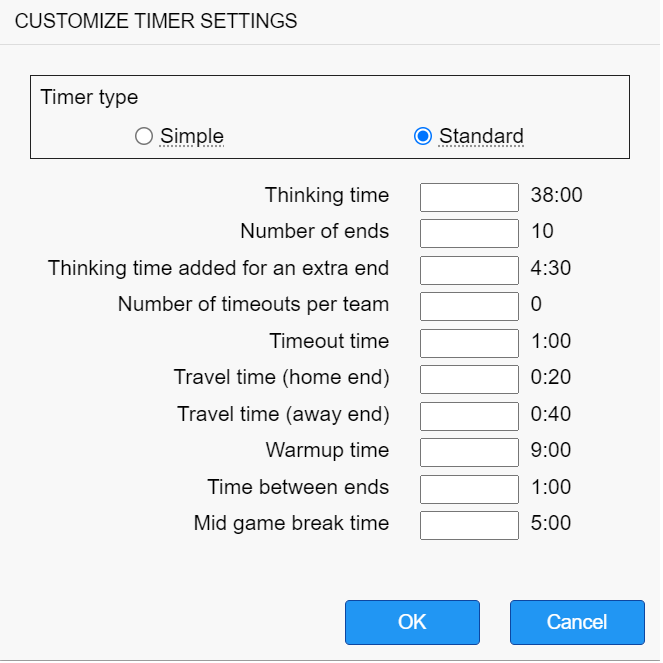 CUSTOMIZE TIMER SETTINGS
Timer type
Simple Standard
Thinking time 38:00
Number of ends 10
Thinking time added for an extra end 4:30
Number of timeouts per team 0
Timeout time 1:00
Travel time (home end) 0:20
Travel time (away end) 0:40
Warmup time 9:00
Time between ends 1:00
Mid game break time 5:00
OK Cancel